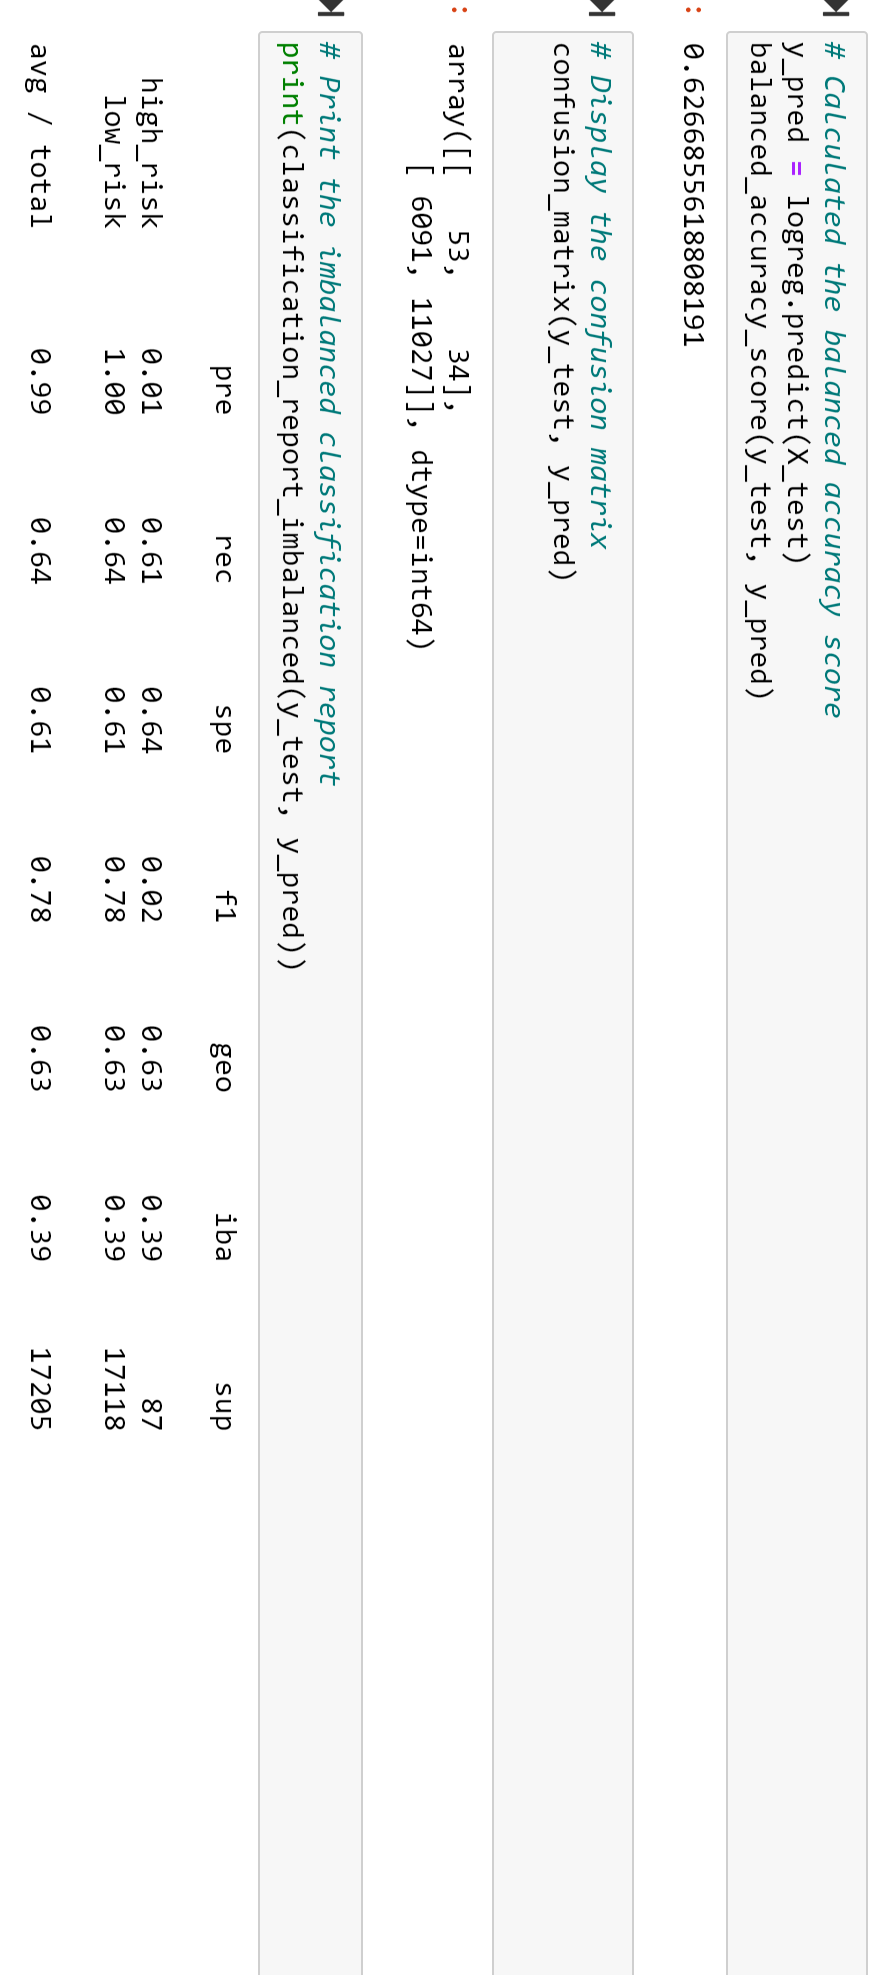 # Calculated the balanced accuracy score
y_pred = logreg.predict(X_test)
balanced_accuracy_score(y_test, y_pred)
: 0.6266855618808191
# Display the confusion matrix
confusion_matrix(y_test, y_pred)
: array([[   53,    34],
       [ 6091, 11027]], dtype=int64)
# Print the imbalanced classification report
print(classification_report_imbalanced(y_test, y_pred))
                   pre       rec       spe        f1       geo       iba       sup
  high_risk       0.01      0.61      0.64      0.02      0.63      0.39        87
   low_risk       1.00      0.64      0.61      0.78      0.63      0.39     17118
avg / total       0.99      0.64      0.61      0.78      0.63      0.39     17205